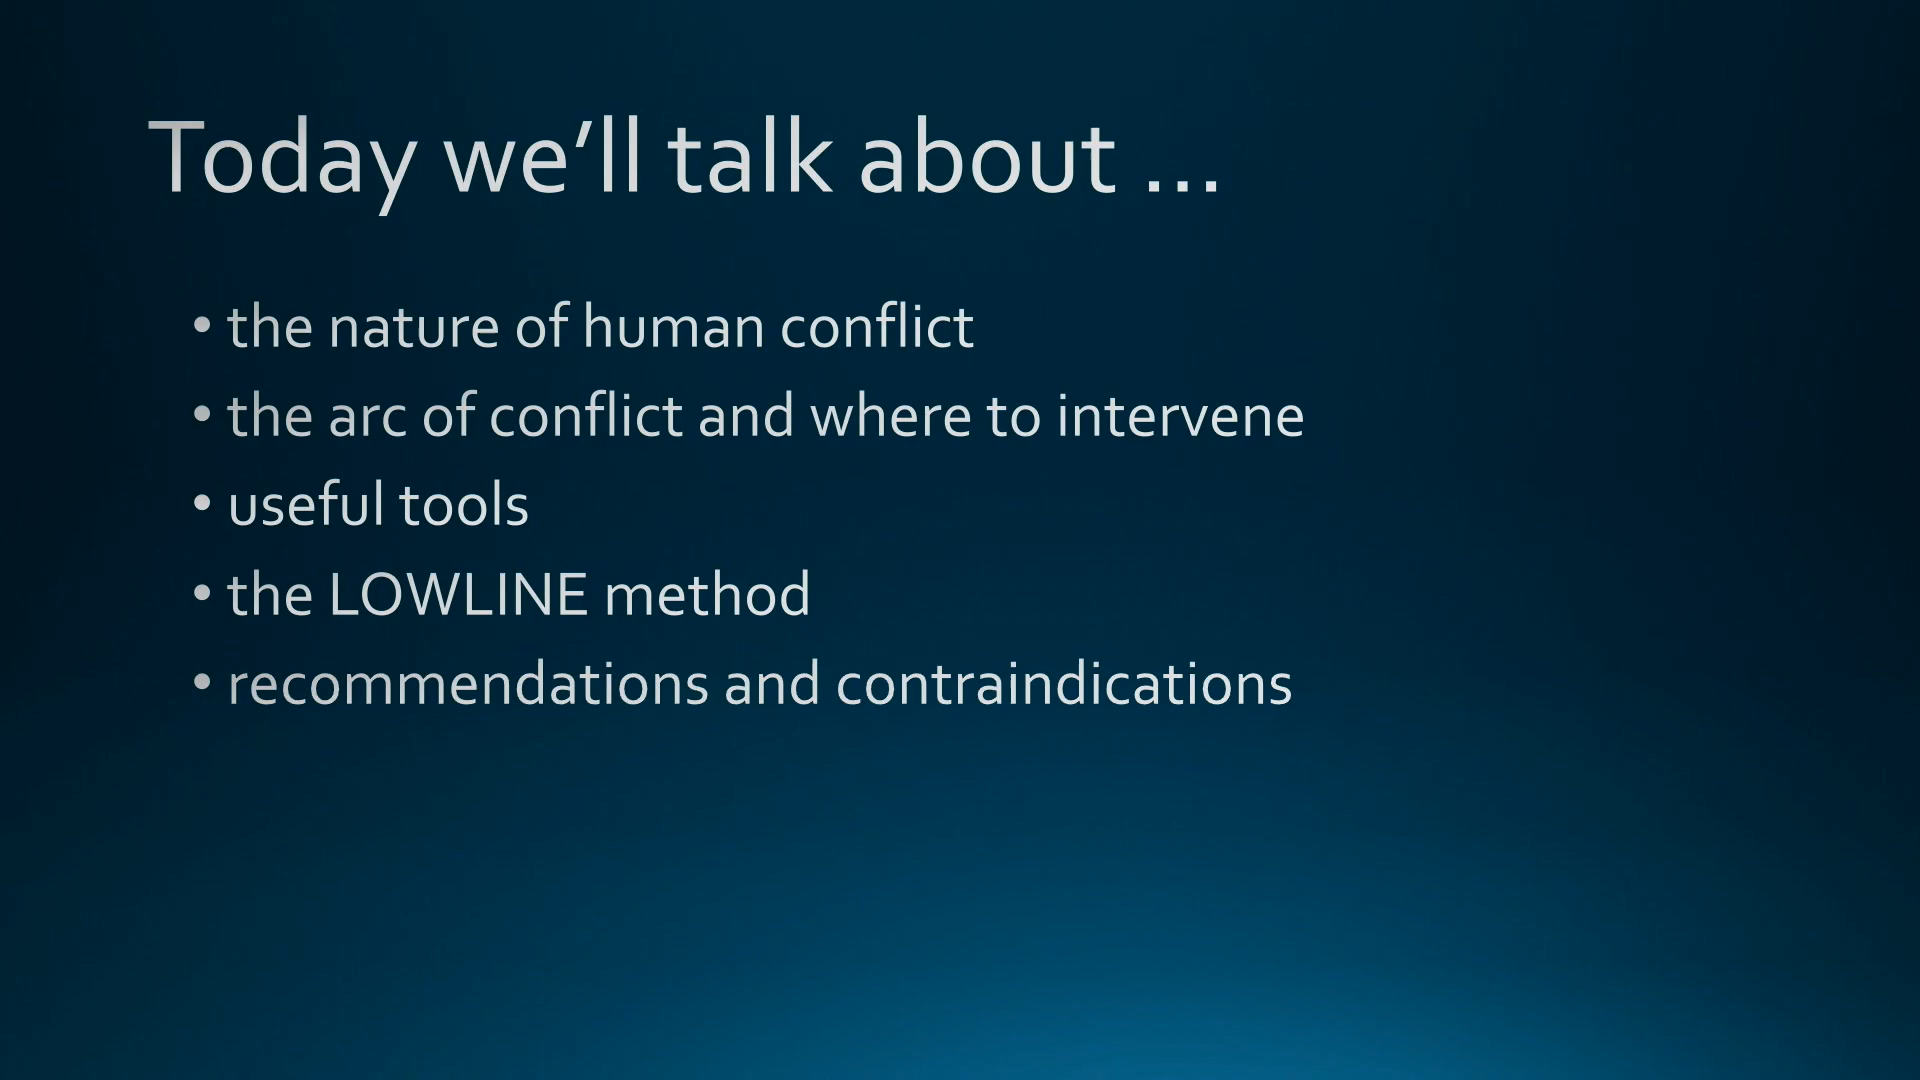 Today we’ll talk about …
• the nature of human conflict
• the arc of conflict and where to intervene
• useful tools
• the LOWLINE method
• recommendations and contraindications